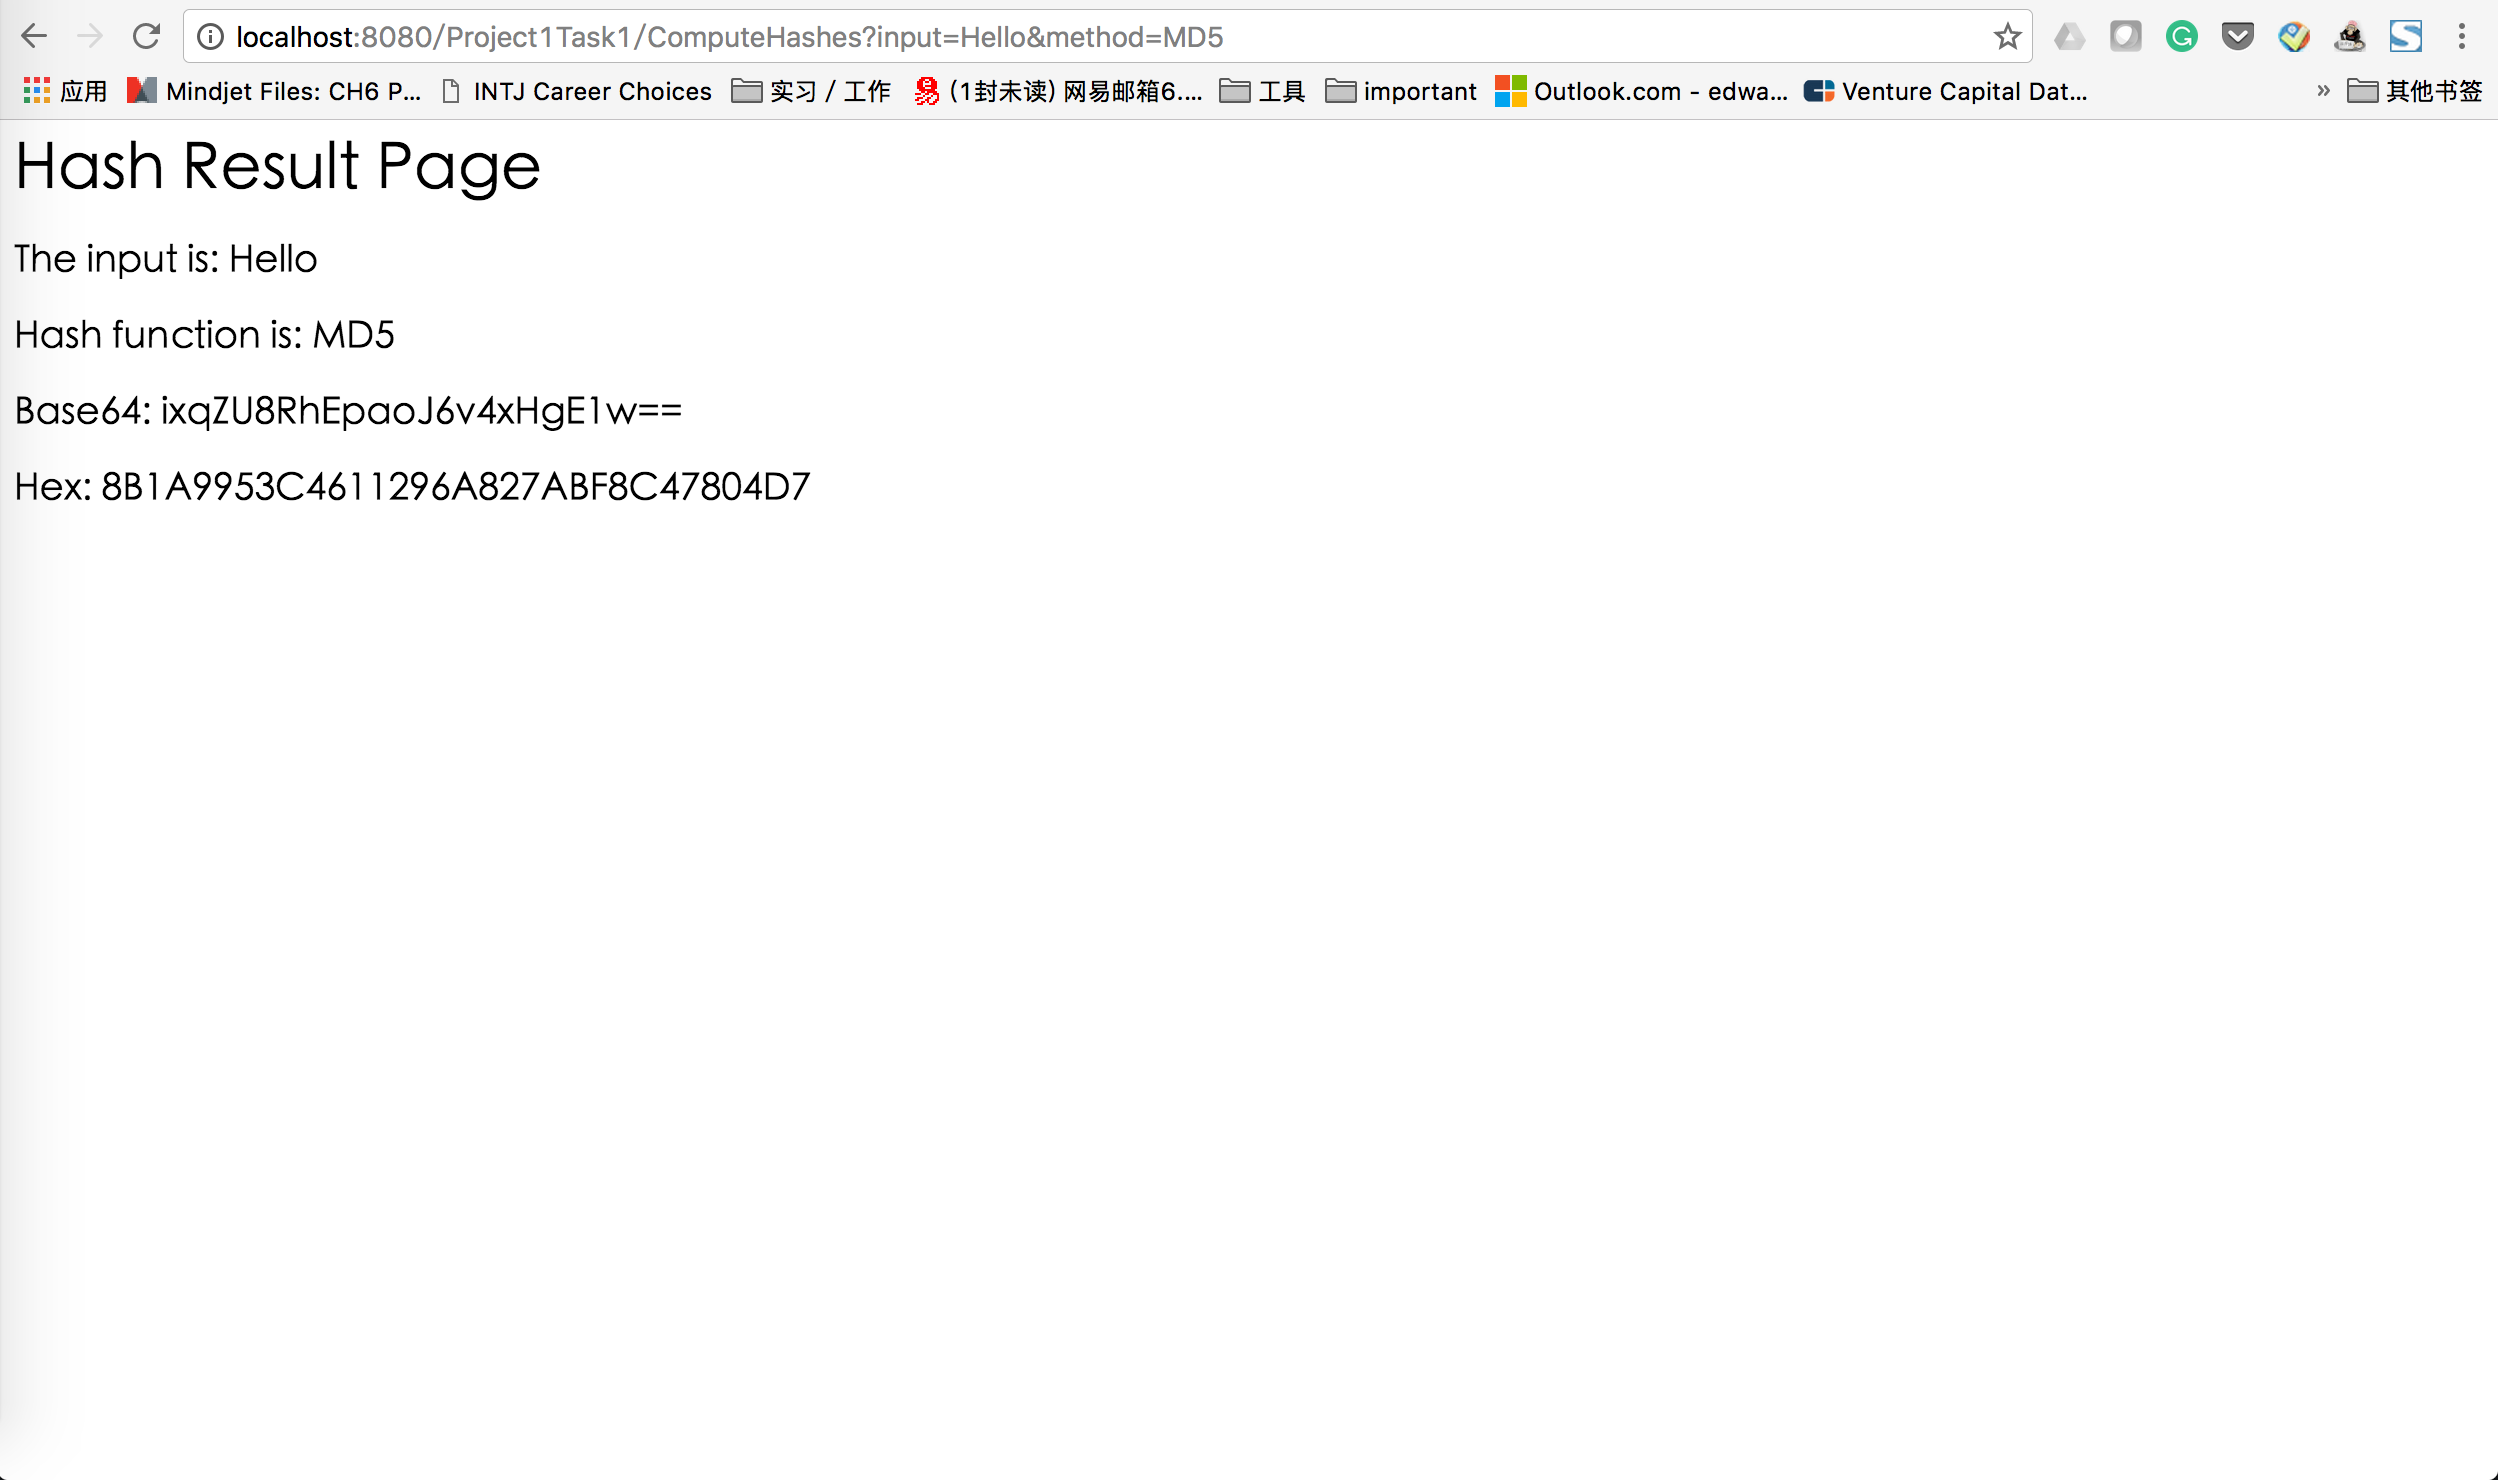 localhost:8080/Project1Task1/ComputeHashes?input=Hello&method=MD5
应用 Mindjet Files: CH6 P... INTJ Career Choices 实习 / 工作 (1封未读) 网易邮箱6.... 工具 important Outlook.com - edwa... Venture Capital Dat... » 其他书签
Hash Result Page
The input is: Hello
Hash function is: MD5
Base64: ixqZU8RhEpaoJ6v4xHgE1w==
Hex: 8B1A9953C4611296A827ABF8C47804D7